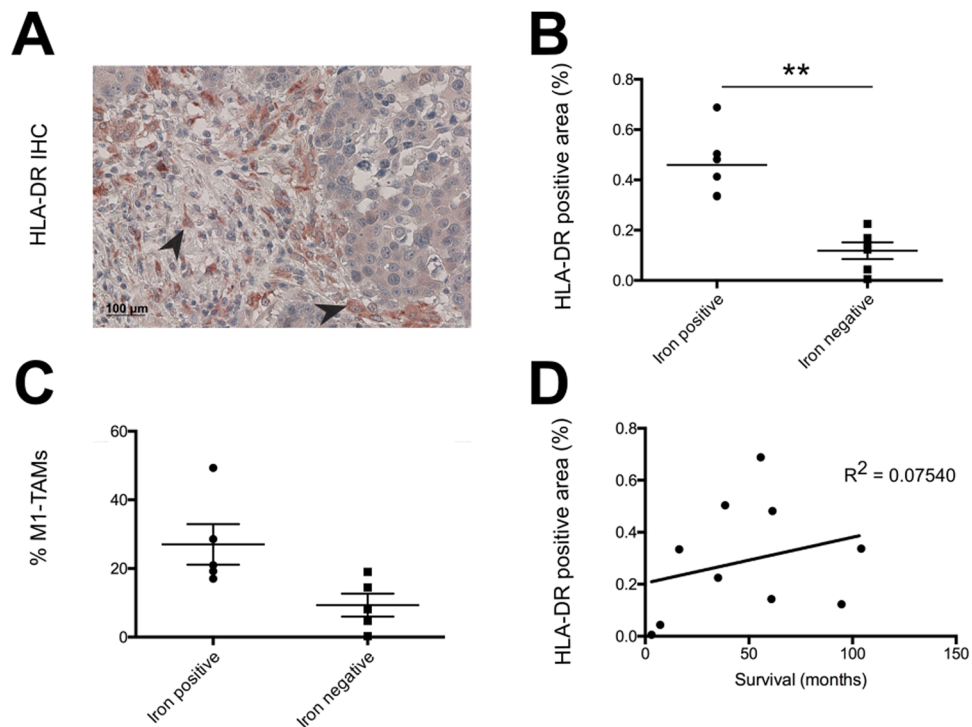 A
HLA-DR IHC
100 µm
B
HLA-DR positive area (%)
0.8
0.6
0.4
0.2
0.0
**
Iron positive
Iron negative
C
% M1-TAMs
60
40
20
0
Iron positive
Iron negative
D
HLA-DR positive area (%)
0.8
0.6
0.4
0.2
0.0
R2 = 0.07540
0 50 100 150
Survival (months)